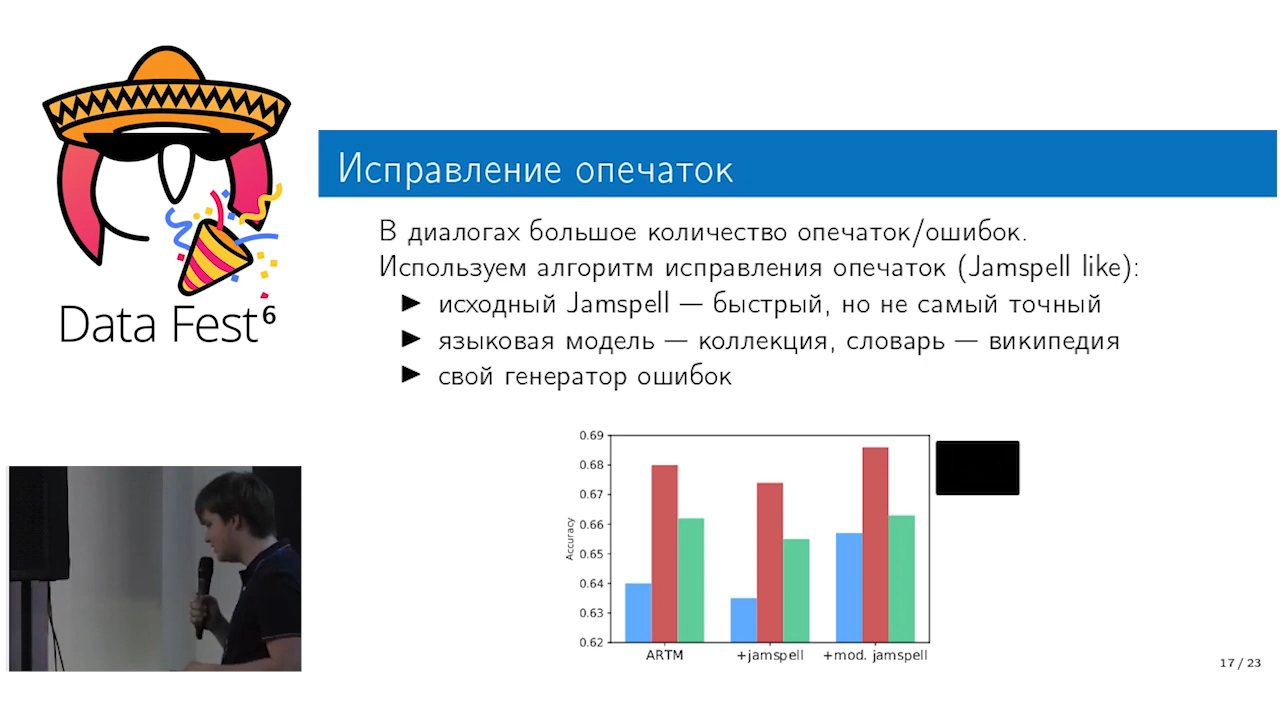 Data Fest⁶
Исправление опечаток
В диалогах большое количество опечаток/ошибок.
Используем алгоритм исправления опечаток (Jamspell like):
▶ исходный Jamspell — быстрый, но не самый точный
▶ языковая модель — коллекция, словарь — википедия
▶ свой генератор ошибок
Accuracy
0.69
0.68
0.67
0.66
0.65
0.64
0.63
0.62
ARTM +jamspell +mod. jamspell
17 / 23